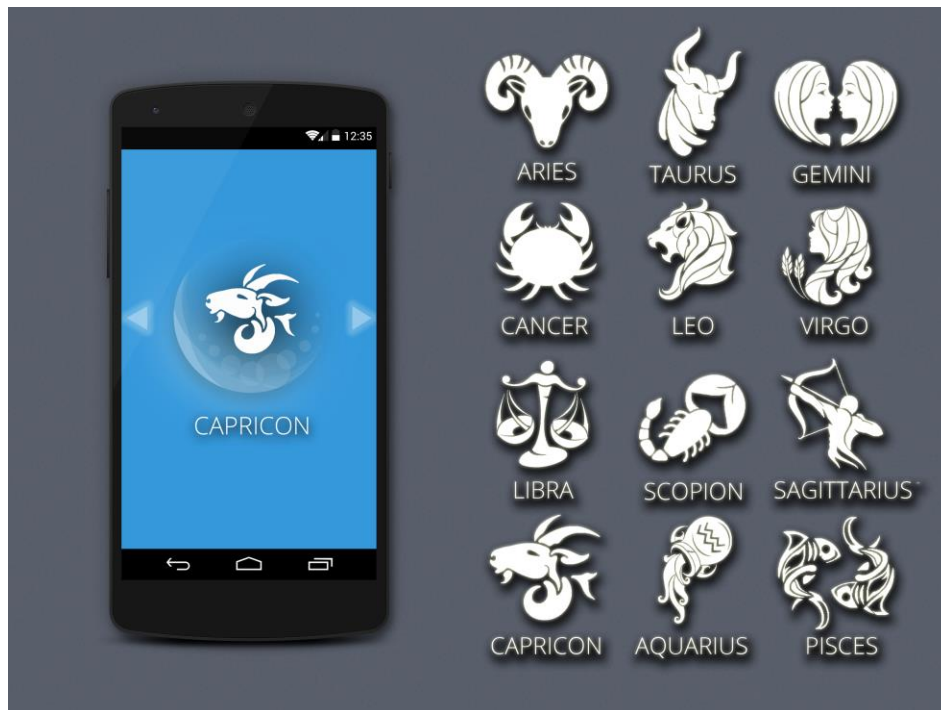 12:35
CAPRICON
ARIES TAURUS GEMINI
CANCER LEO VIRGO
LIBRA SCOPION SAGITTARIUS
CAPRICON AQUARIUS PISCES